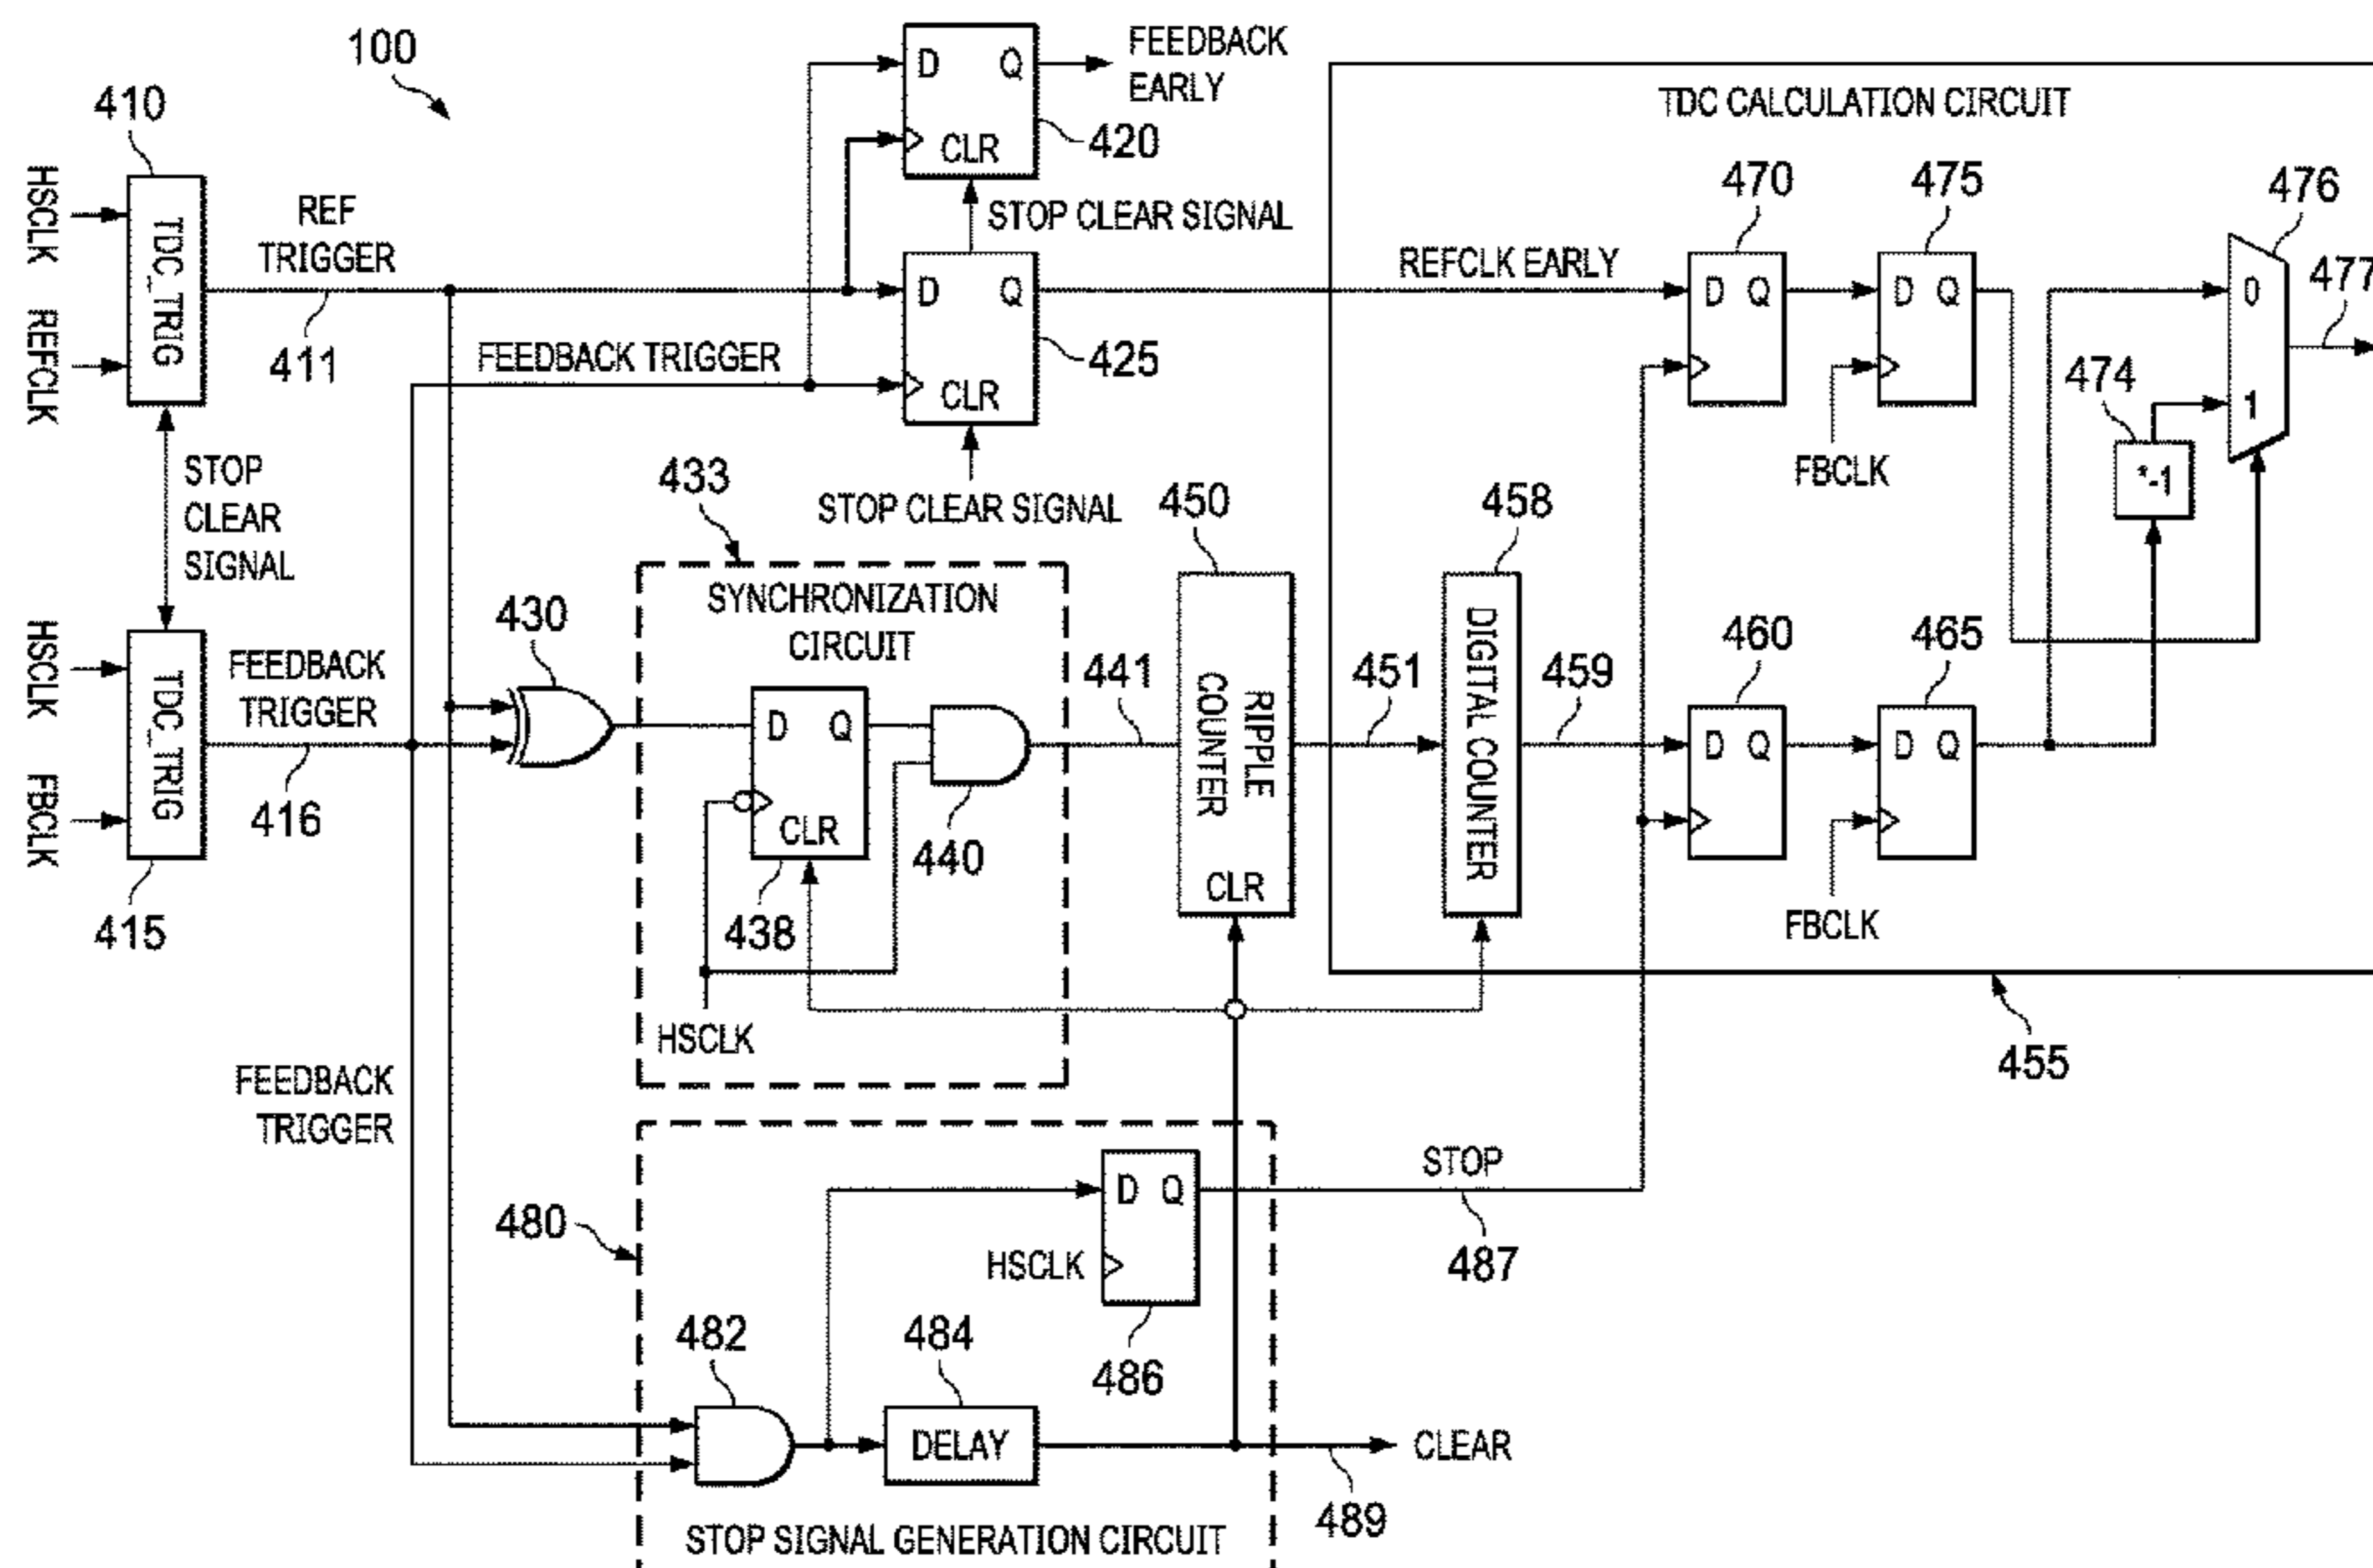 100
FEEDBACK
EARLY
D Q
CLR
420
TDC CALCULATION CIRCUIT
410
HSCLK
REFCLK
TDC_TRIG
REF
TRIGGER
411
STOP CLEAR SIGNAL
D Q
CLR
425
REFCLK EARLY
470
D Q
475
D Q
476
0
1
477
FEEDBACK TRIGGER
STOP CLEAR SIGNAL
FBCLK
474
*-1
STOP
CLEAR
SIGNAL
HSCLK
FBCLK
TDC_TRIG
415
FEEDBACK
TRIGGER
416
430
433
SYNCHRONIZATION
CIRCUIT
D Q
CLR
438
440
HSCLK
441
450
RIPPLE
COUNTER
CLR
451
458
DIGITAL COUNTER
459
460
D Q
465
D Q
FBCLK
455
FEEDBACK
TRIGGER
480
482
484
DELAY
D Q
HSCLK
486
STOP
487
CLEAR
489
STOP SIGNAL GENERATION CIRCUIT